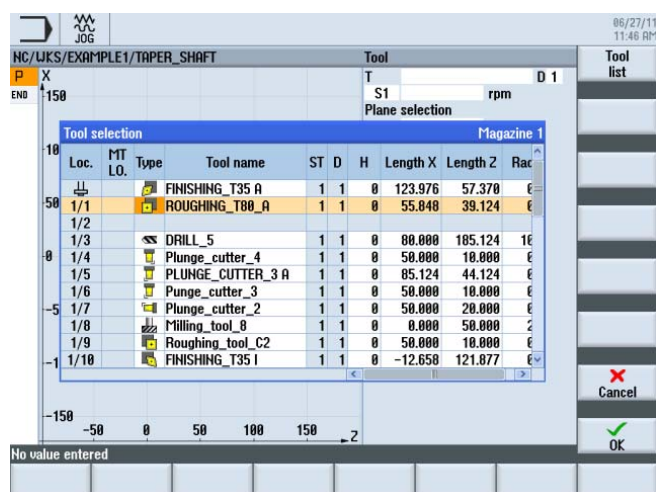 JOG
06/27/11
11:46 AM
NC/WKS/EXAMPLE1/TAPER_SHAFT
Tool
Tool list
P X
T D 1
END 150
S1 rpm
Plane selection
Tool selection Magazine 1
Loc. MT LO. Type Tool name ST D H Length X Length Z Rad
FINISHING_T35 A 1 1 0 123.976 57.370
1/1 ROUGHING_T80_A 1 1 0 55.848 39.124
1/2
1/3 DRILL_5 1 1 0 80.000 185.124
1/4 Plunge_cutter_4 1 1 0 50.000 10.000
1/5 PLUNGE_CUTTER_3 A 1 1 0 85.124 44.124
1/6 Punge_cutter_3 1 1 0 50.000 10.000
1/7 Plunge_cutter_2 1 1 0 50.000 20.000
1/8 Milling_tool_8 1 1 0 0.000 50.000
1/9 Roughing_tool_C2 1 1 0 50.000 10.000
1/10 FINISHING_T35 I 1 1 0 -12.658 121.877
-150
-50 0 50 100 150 Z
Cancel
OK
No value entered